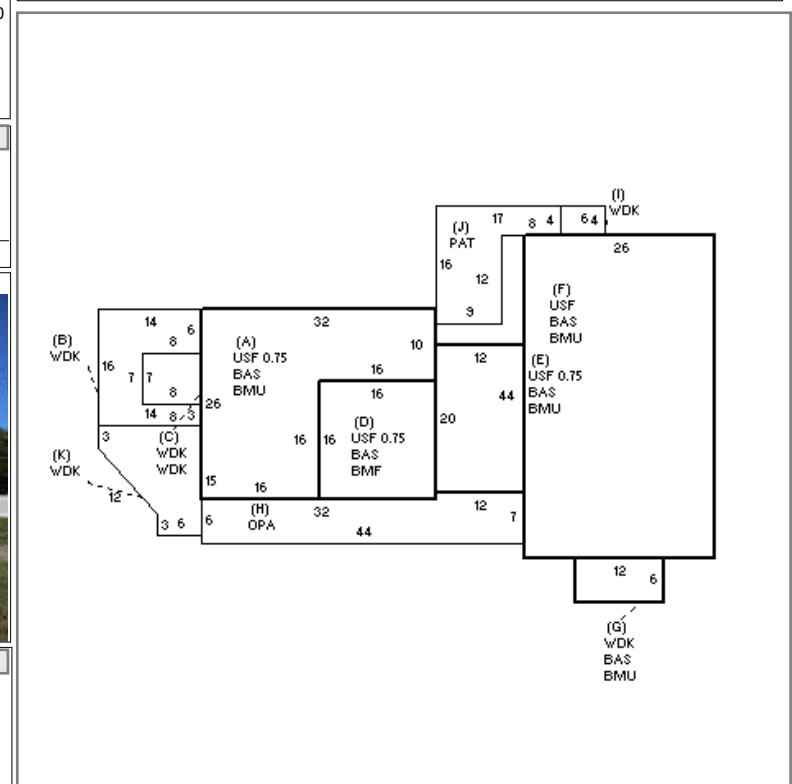 (I)
WDK
17
8
4
6
4
(J)
PAT
26
16
12
9
(F)
USF
BAS
BMU
14
6
32
(B)
WDK
8
(A)
USF 0.75
BAS
BMU
10
12
(E)
USF 0.75
BAS
BMU
16
7
7
16
8
16
44
26
14
8
3
20
(D)
USF 0.75
BAS
BMF
3
(C)
WDK
WDK
16
16
(K)
WDK
15
16
12
(H)
OPA
32
12
3
6
6
7
44
12
6
(G)
WDK
BAS
BMU